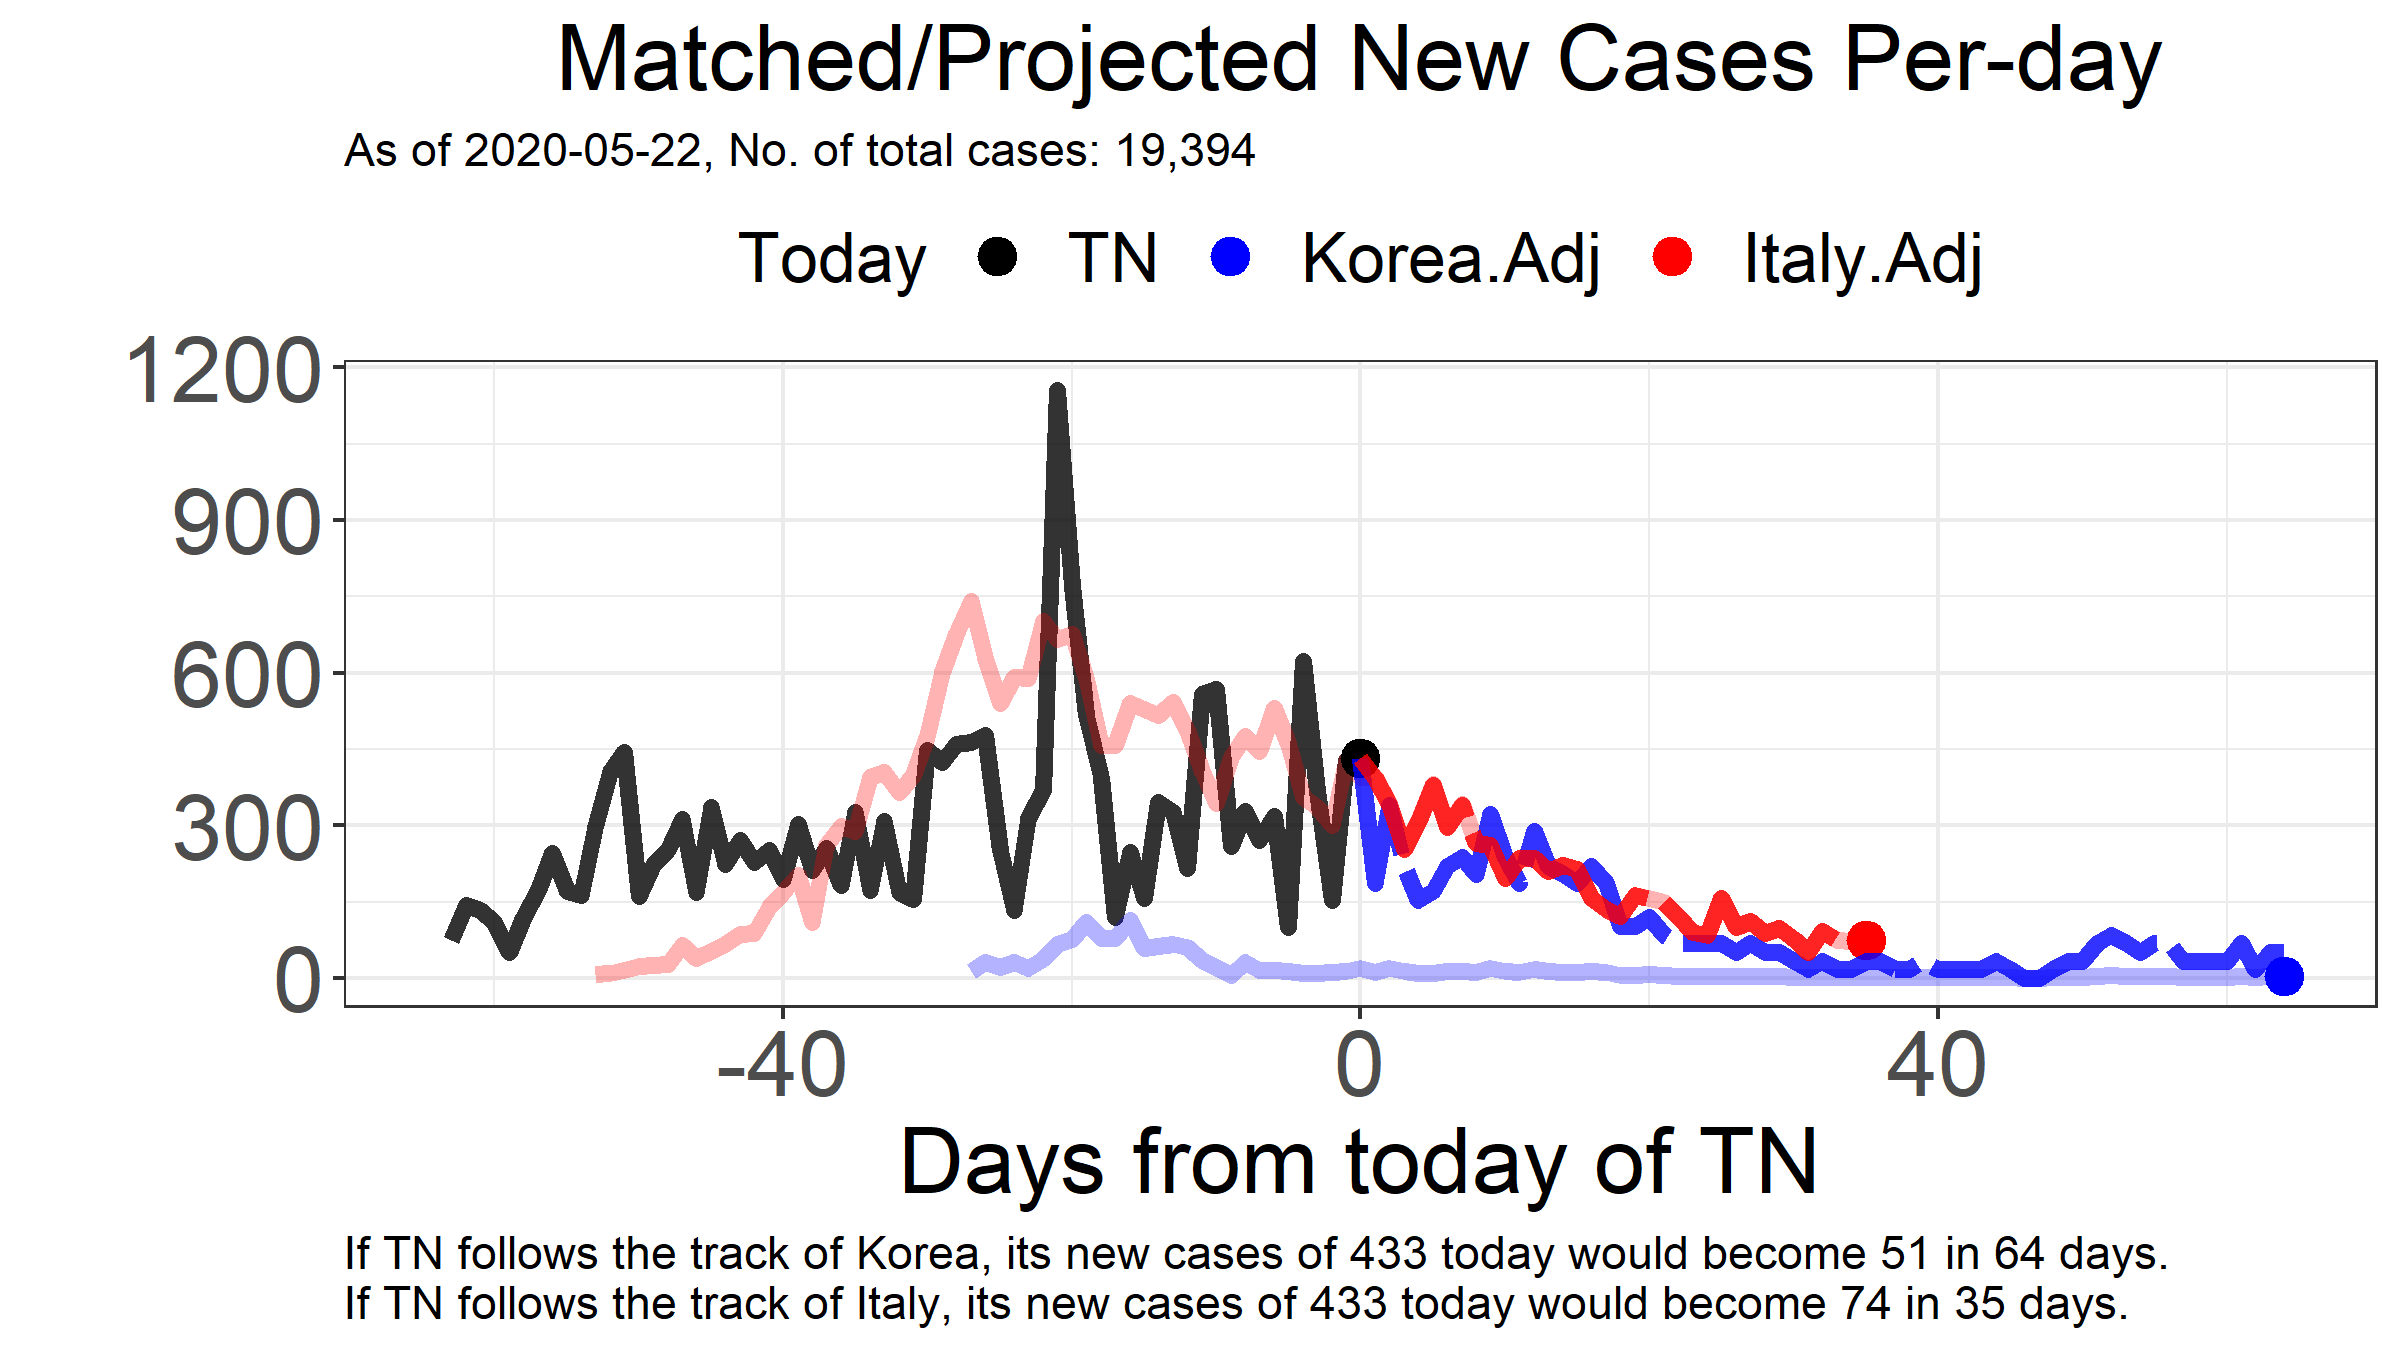 Matched/Projected New Cases Per-day
As of 2020-05-22, No. of total cases: 19,394
Today TN Korea.Adj Italy.Adj
1200
900
600
300
0
-40 0 40
Days from today of TN
If TN follows the track of Korea, its new cases of 433 today would become 51 in 64 days.
If TN follows the track of Italy, its new cases of 433 today would become 74 in 35 days.